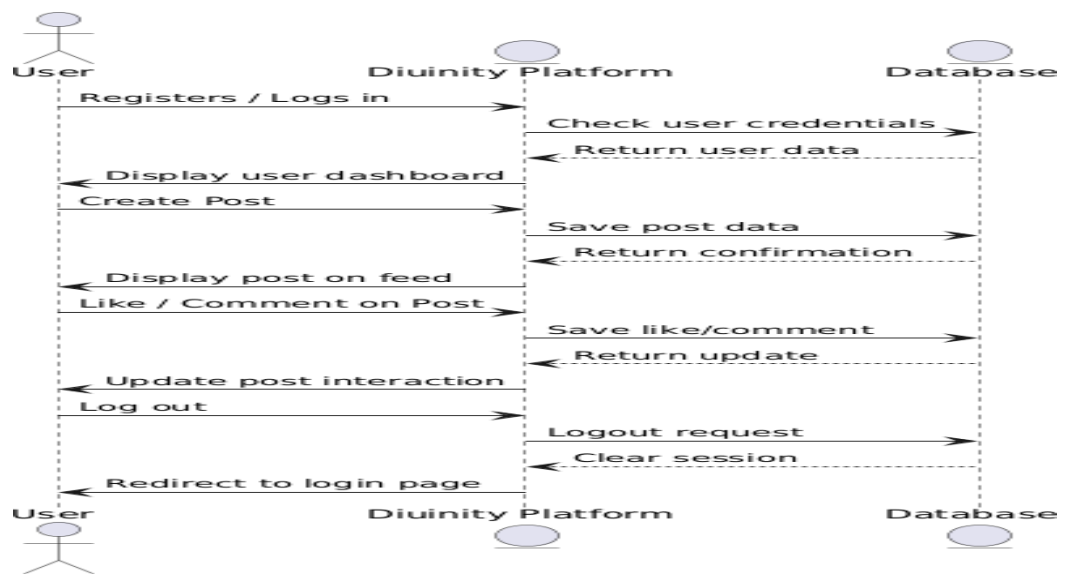 User
Diuinity Platform
Database
Registers / Logs in
Check user credentials
Return user data
Display user dashboard
Create Post
Save post data
Return confirmation
Display post on feed
Like / Comment on Post
Save like/comment
Return update
Update post interaction
Log out
Logout request
Clear session
Redirect to login page
User
Diuinity Platform
Database